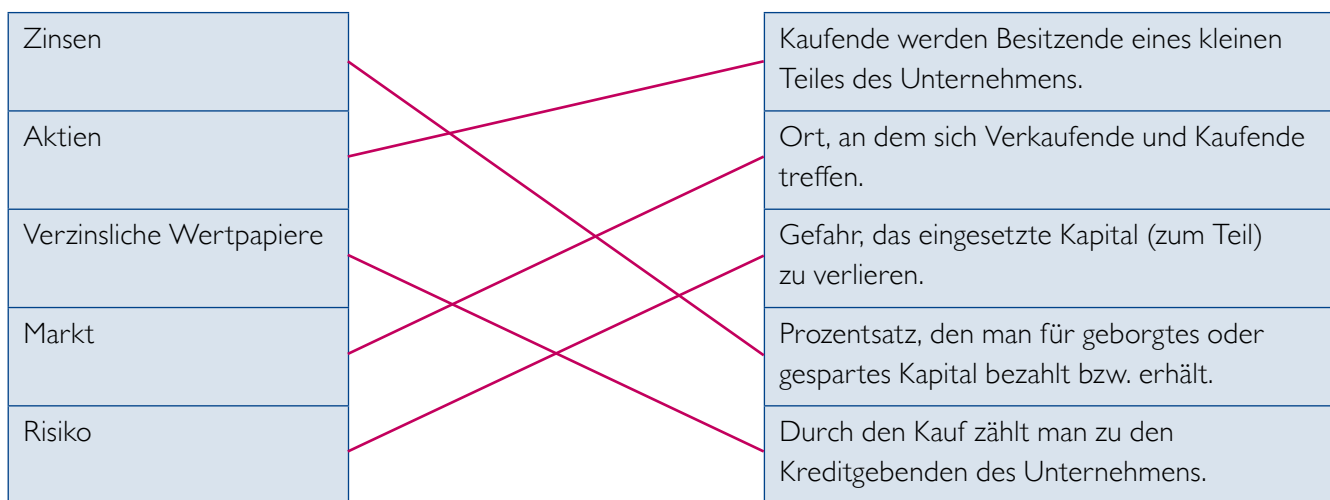 Zinsen
Kaufende werden Besitzende eines kleinen
Teiles des Unternehmens.
Aktien
Ort, an dem sich Verkaufende und Kaufende
treffen.
Verzinsliche Wertpapiere
Gefahr, das eingesetzte Kapital (zum Teil)
zu verlieren.
Markt
Prozentsatz, den man für geborgtes oder
gespartes Kapital bezahlt bzw. erhält.
Risiko
Durch den Kauf zählt man zu den
Kreditgebenden des Unternehmens.